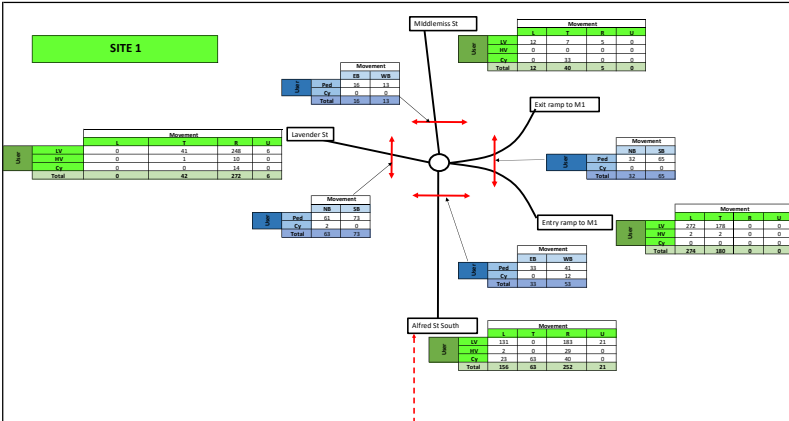 SITE 1
Middlemiss St
Movement
L T R U
User
LV 12 7 5 0
HV 0 0 0 0
Cy 0 33 0 0
Total 12 40 5 0
Movement
EB WB
User
Ped 16 13
Cy 0 0
Total 16 13
Exit ramp to M1
Lavender St
Movement
L T R U
User
LV 0 41 248 6
HV 0 1 10 0
Cy 0 0 14 0
Total 0 42 272 6
Movement
NB SB
User
Ped 32 65
Cy 0 0
Total 32 65
Movement
NB SB
User
Ped 61 73
Cy 2 0
Total 63 73
Entry ramp to M1
Movement
L T R U
User
LV 272 178 0 0
HV 2 2 0 0
Cy 0 0 0 0
Total 274 180 0 0
Movement
EB WB
User
Ped 33 41
Cy 0 12
Total 33 53
Alfred St South
Movement
L T R U
User
LV 131 0 183 21
HV 2 0 29 0
Cy 23 63 40 0
Total 156 63 252 21